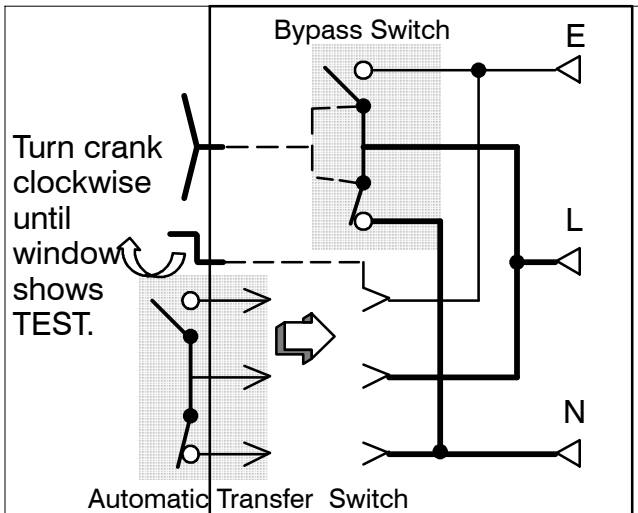 Bypass Switch
E
Turn crank
clockwise
until
window
shows
TEST.
L
N
Automatic Transfer Switch